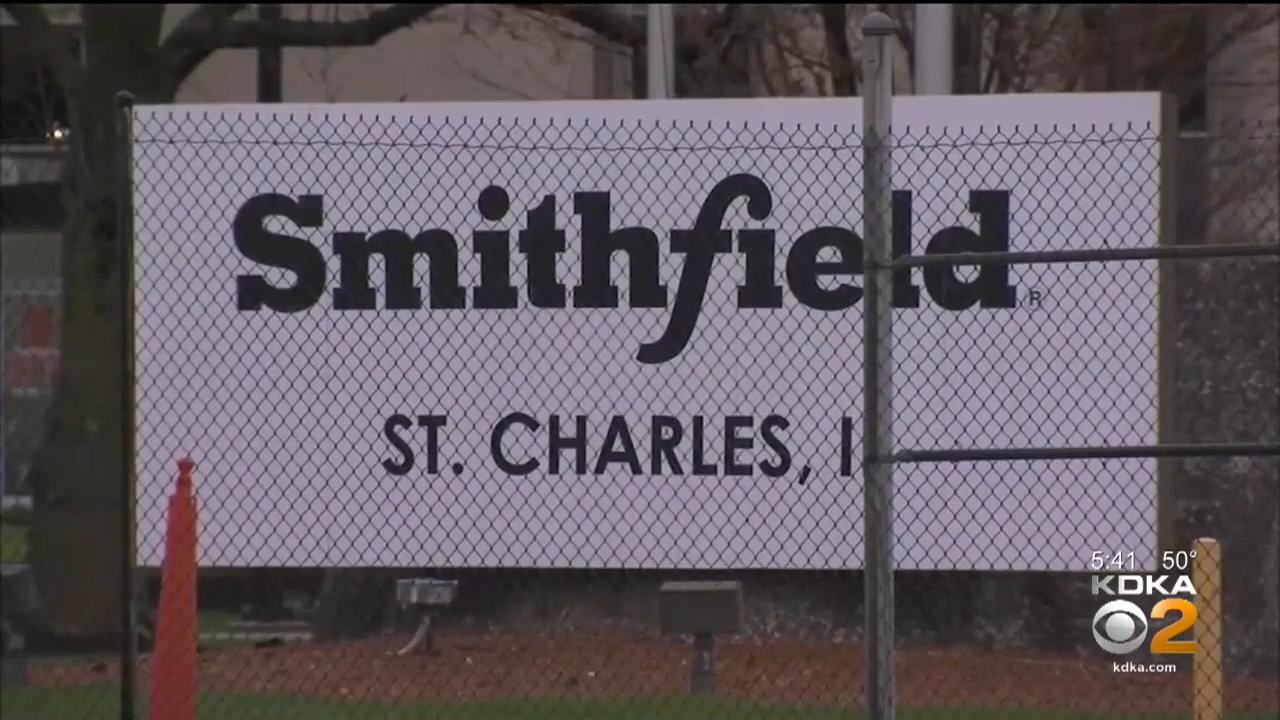 Smithfield
R
ST. CHARLES, I
5:41 50°
KDKA
2
kdka.com